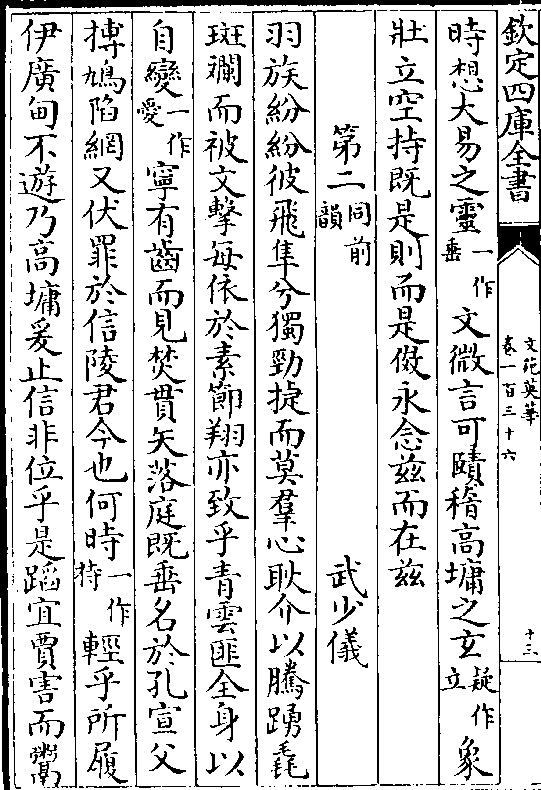 欽定四庫全書
文苑英華
卷一百三十六
十三
時想大易之靈一作垂文微言可賾稽高墉之玄疑作立象
壯立空持既是則而是傚永念兹而在兹
第二同前韻 武少儀
羽族紛紛彼飛隼兮獨勁捷而莫羣心耿介以騰踴毳
斑斕而被文擊每依於素節翔亦致乎青雲匪全身以
自變一作愛寧有齒而見焚貫矢落庭既垂名於孔宣父
摶鳩陷網又伏罪於信陵君今也何時一作恃輕乎所履
伊廣甸不遊乃高墉爰止信非位乎是蹈宜賈害而鬻